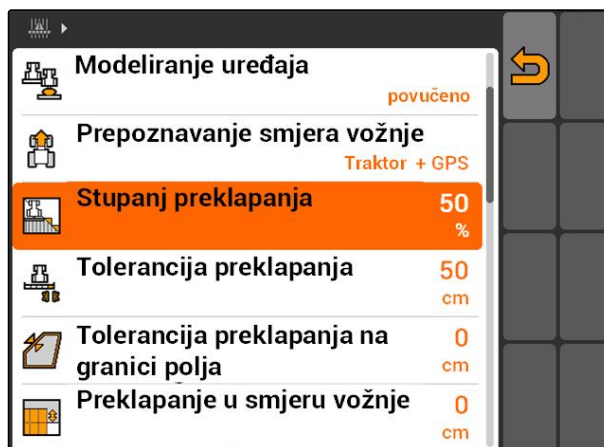 Modeliranje uređaja
povučeno
Prepoznavanje smjera vožnje
Traktor + GPS
Stupanj preklapanja
50
%
Tolerancija preklapanja
50
cm
Tolerancija preklapanja na
granici polja
0
cm
Preklapanje u smjeru vožnje
0
cm